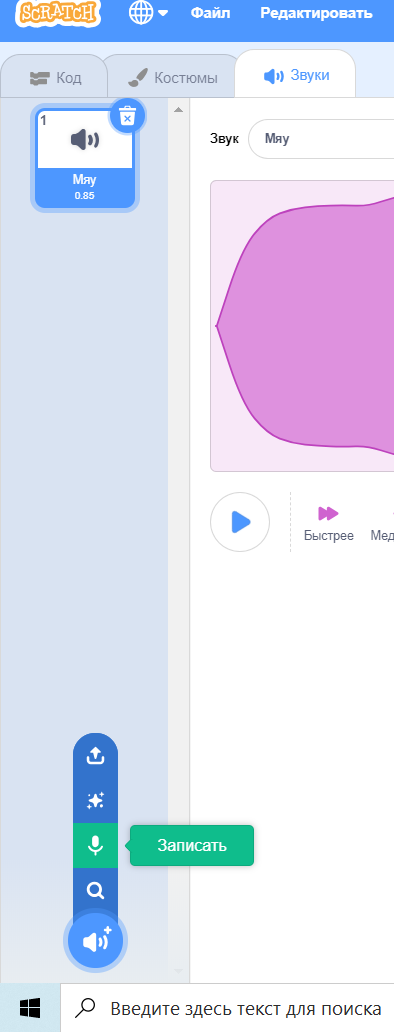 SCRATCH Файл Редактировать
Код Костюмы Звуки
1
Мяу
0.85
Звук Мяу
Быстрее Мед
Записать
Введите здесь текст для поиска